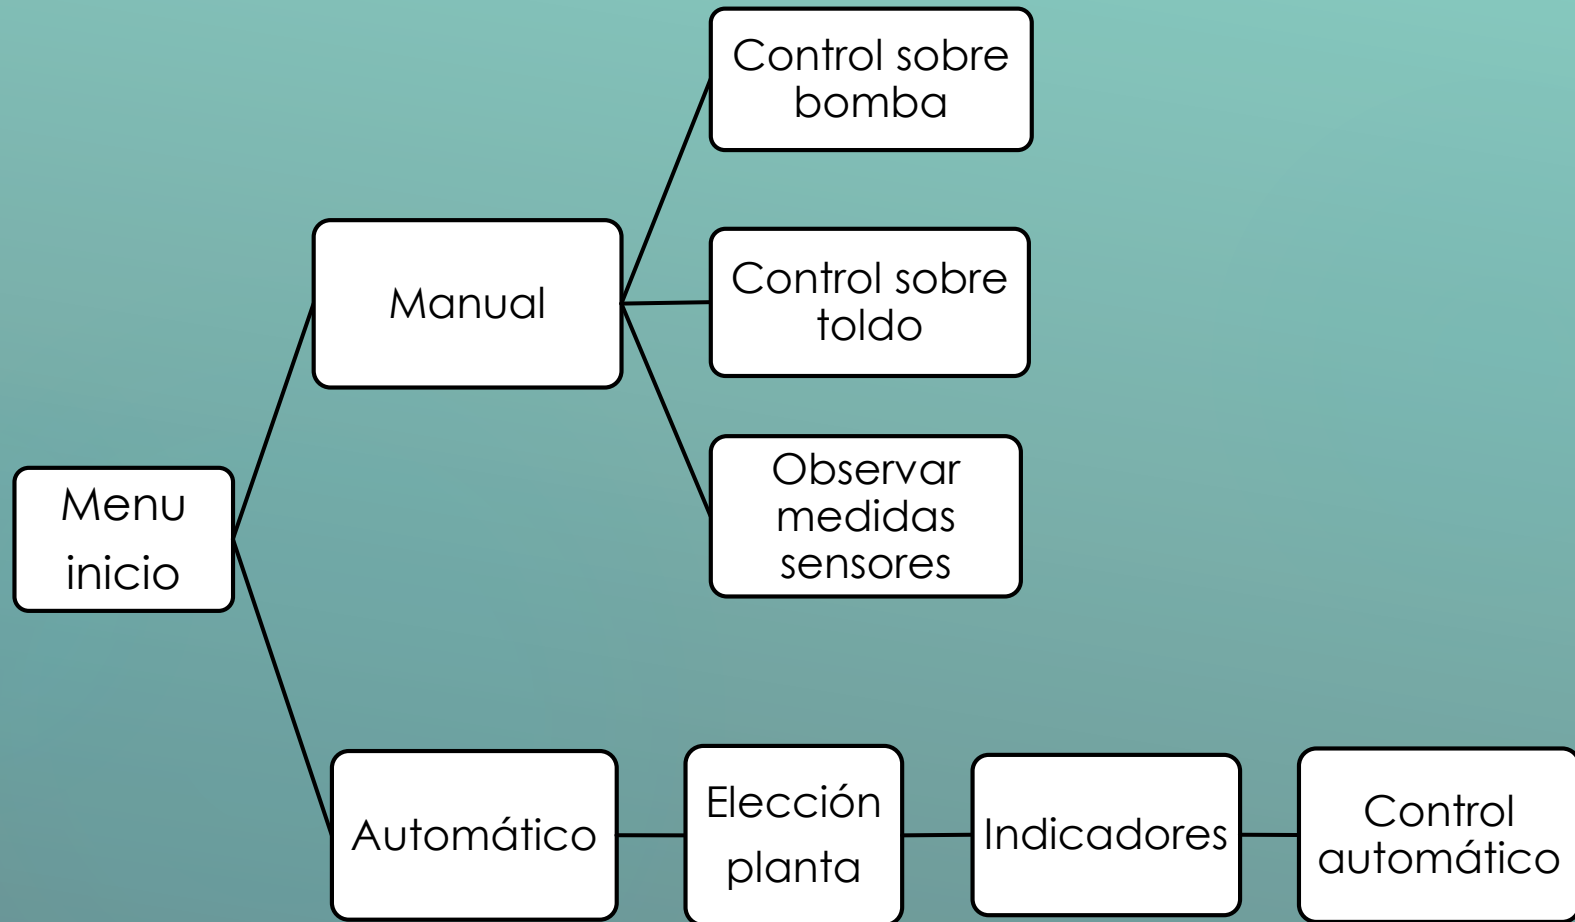 Control sobre
bomba
Manual
Control sobre
toldo
Observar
medidas
sensores
Menu
inicio
Automático
Elección
planta
Indicadores
Control
automático